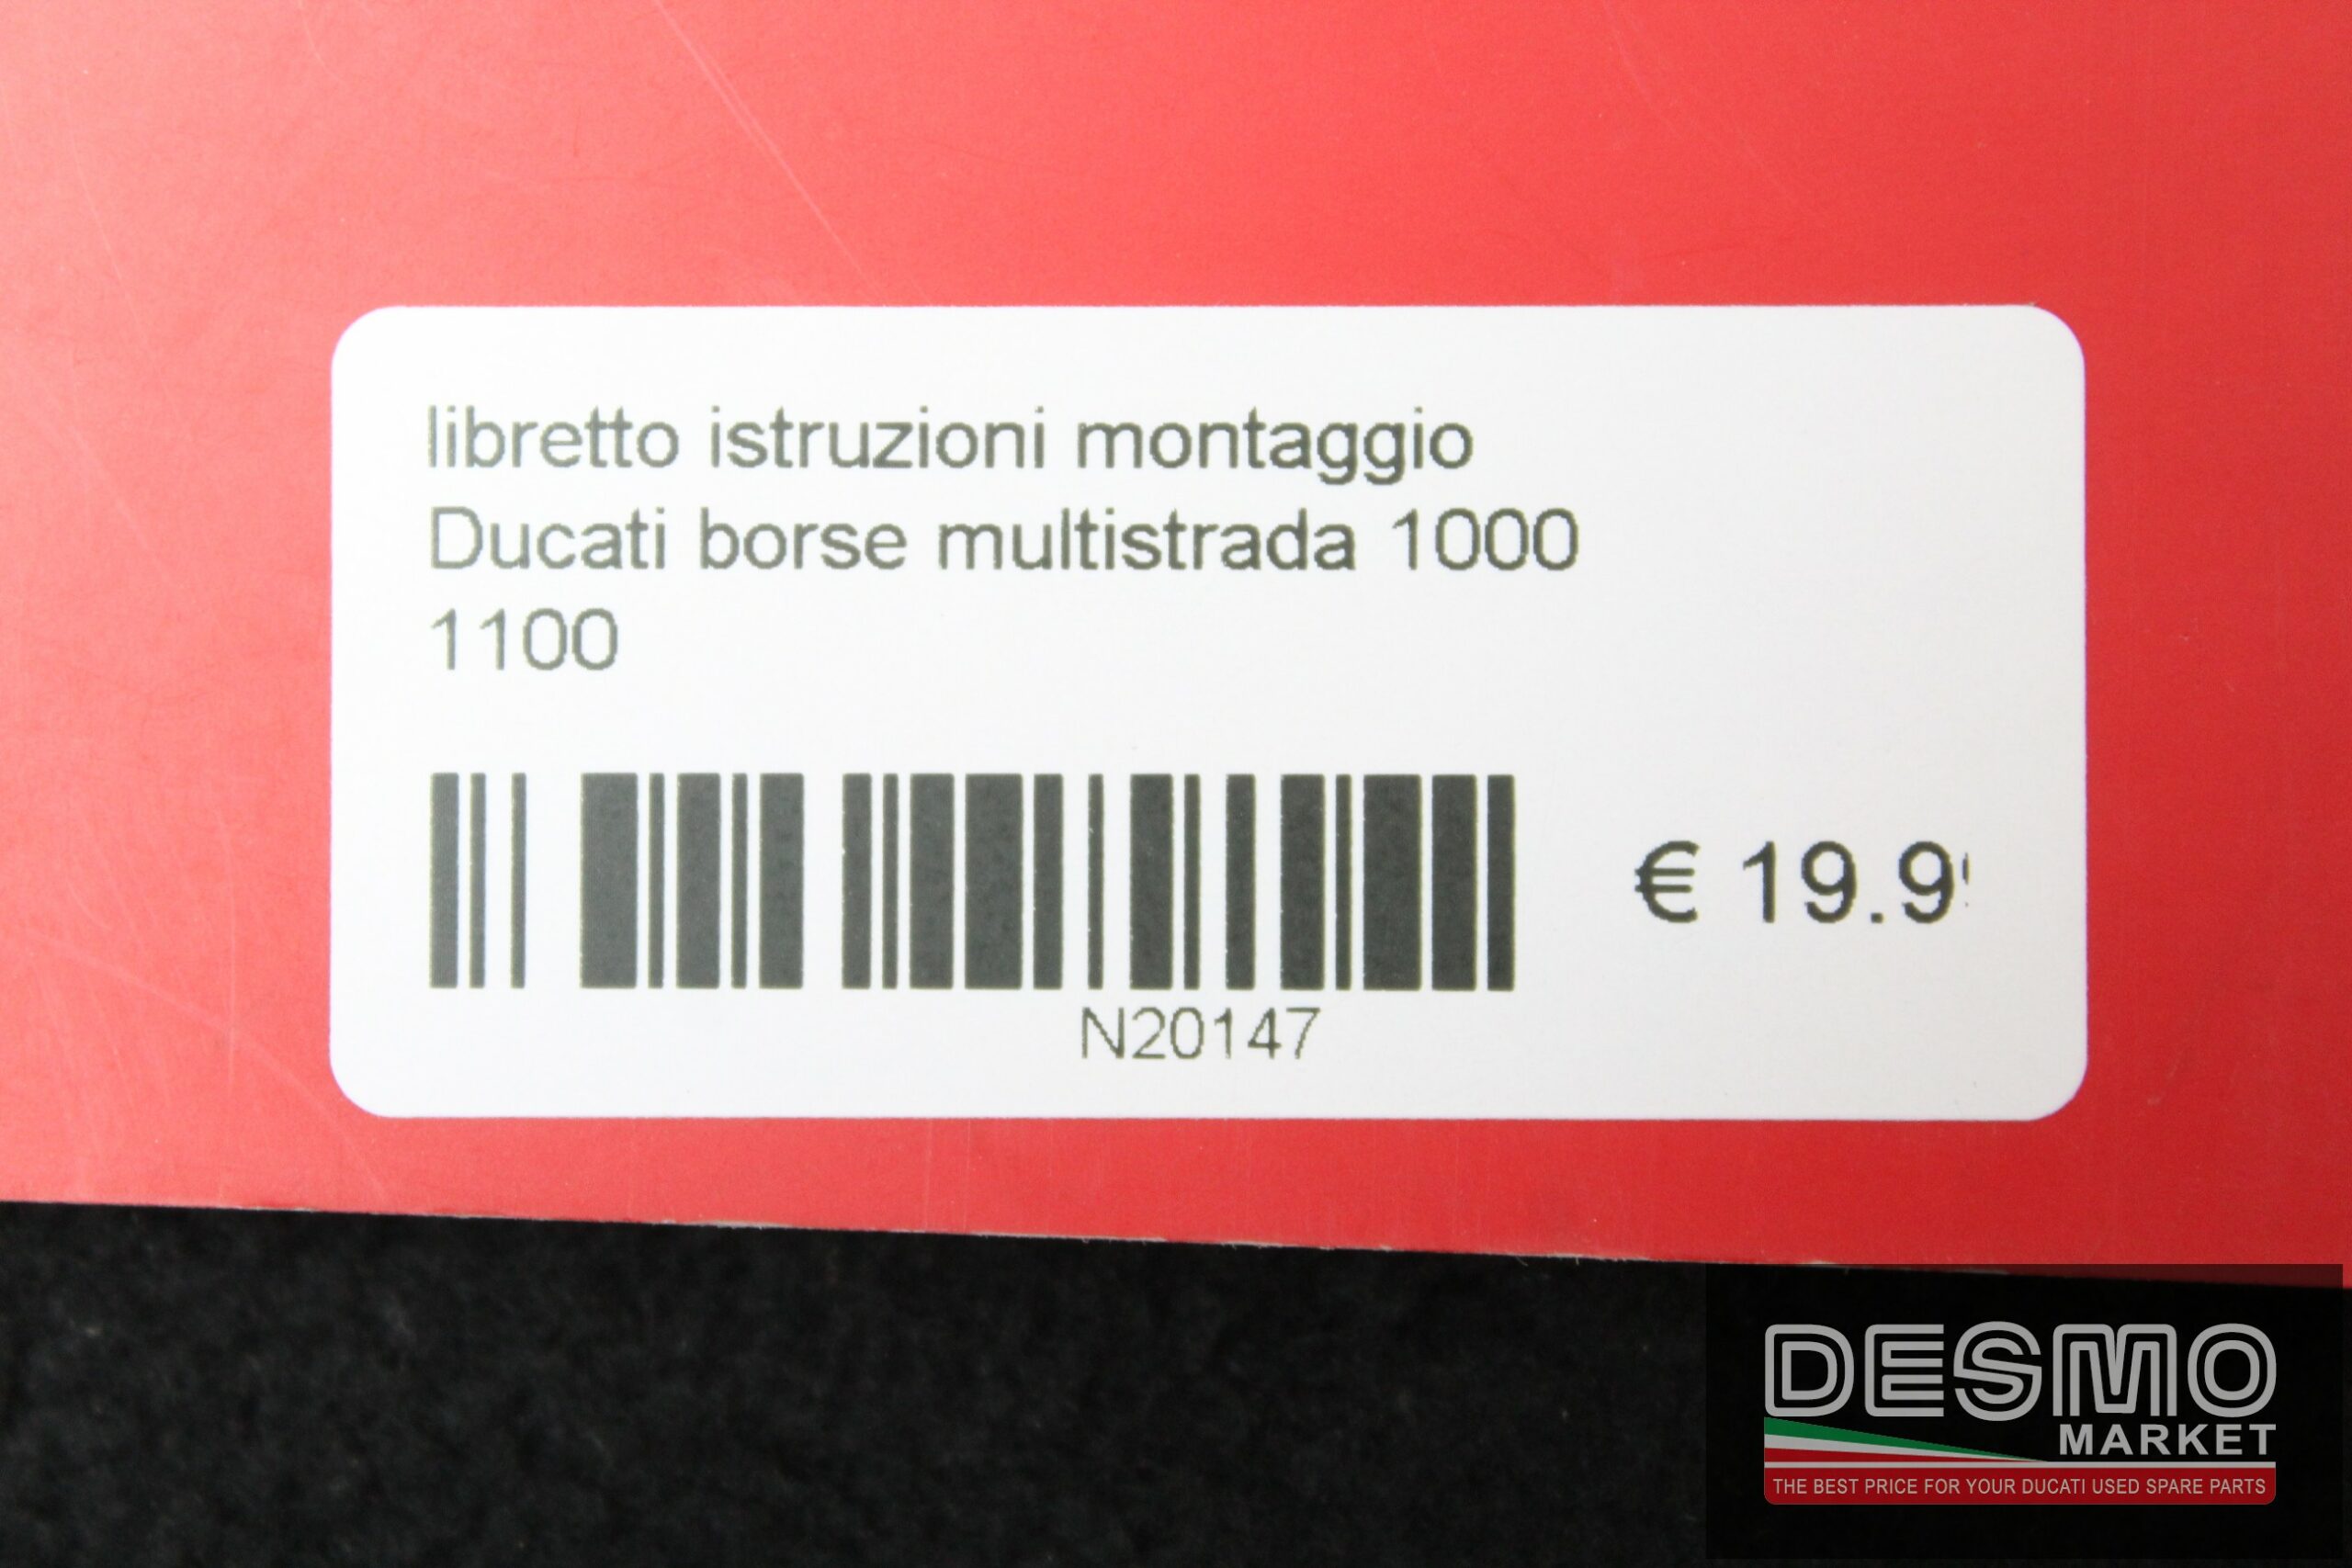 libretto istruzioni montaggio
Ducati borse multistrada 1000
1100
€ 19.9
N20147
DESMO
MARKET
THE BEST PRICE FOR YOUR DUCATI USED SPARE PARTS